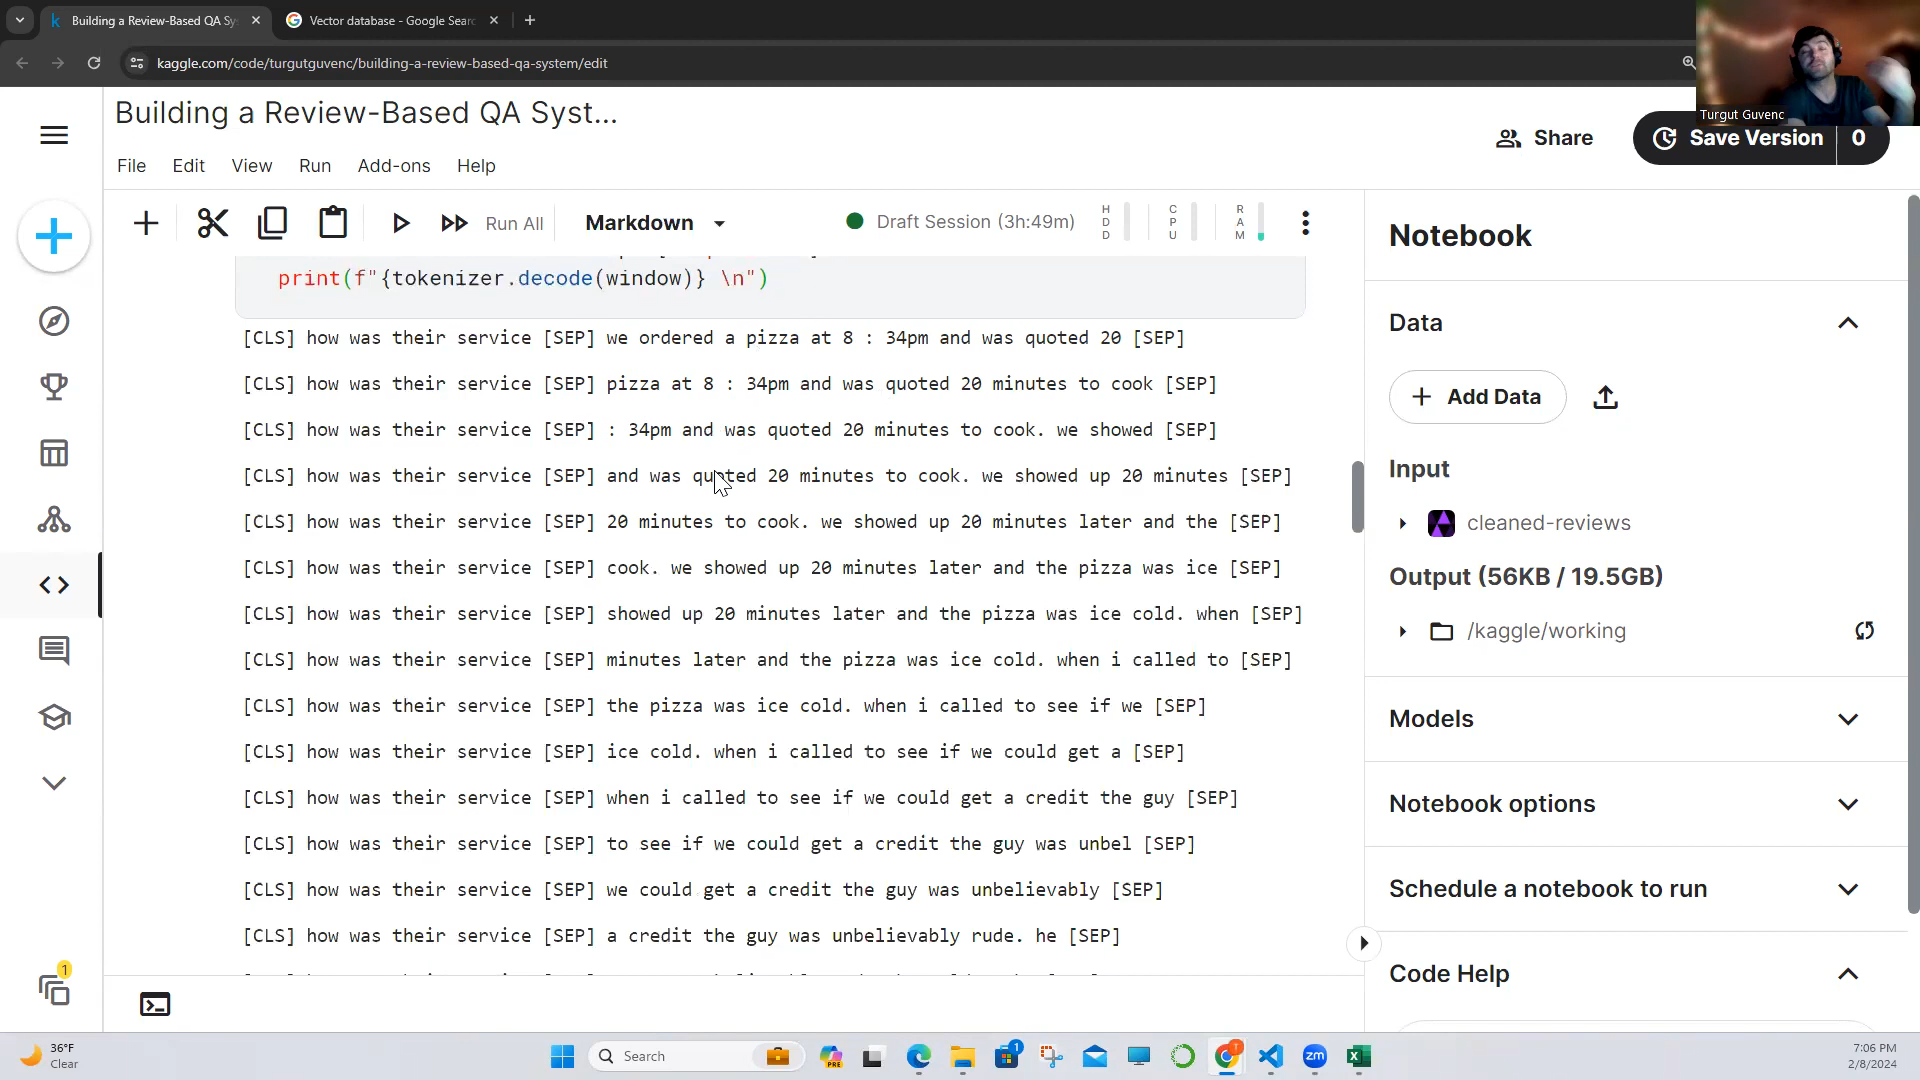 Building a Review-Based QA Sy
Vector database - Google Sear
kaggle.com/code/turgutguvenc/building-a-review-based-qa-system/edit
Turgut Guvenc
Building a Review-Based QA Syst...
Share
Save Version
0
File Edit View Run Add-ons Help
Run All
Markdown
Draft Session (3h:49m)
HDD
CPU
RAM
print(f"{tokenizer.decode(window)} \n")
[CLS] how was their service [SEP] we ordered a pizza at 8 : 34pm and was quoted 20 [SEP]
[CLS] how was their service [SEP] pizza at 8 : 34pm and was quoted 20 minutes to cook [SEP]
[CLS] how was their service [SEP] : 34pm and was quoted 20 minutes to cook. we showed [SEP]
[CLS] how was their service [SEP] and was quoted 20 minutes to cook. we showed up 20 minutes [SEP]
[CLS] how was their service [SEP] 20 minutes to cook. we showed up 20 minutes later and the [SEP]
[CLS] how was their service [SEP] cook. we showed up 20 minutes later and the pizza was ice [SEP]
[CLS] how was their service [SEP] showed up 20 minutes later and the pizza was ice cold. when [SEP]
[CLS] how was their service [SEP] minutes later and the pizza was ice cold. when i called to [SEP]
[CLS] how was their service [SEP] the pizza was ice cold. when i called to see if we [SEP]
[CLS] how was their service [SEP] ice cold. when i called to see if we could get a [SEP]
[CLS] how was their service [SEP] when i called to see if we could get a credit the guy [SEP]
[CLS] how was their service [SEP] to see if we could get a credit the guy was unbel [SEP]
[CLS] how was their service [SEP] we could get a credit the guy was unbelievably [SEP]
[CLS] how was their service [SEP] a credit the guy was unbelievably rude. he [SEP]
Notebook
Data
Add Data
Input
cleaned-reviews
Output (56KB / 19.5GB)
/kaggle/working
Models
Notebook options
Schedule a notebook to run
Code Help
1
36°F
Clear
Search
PRE
1
T
zm
7:06 PM
2/8/2024